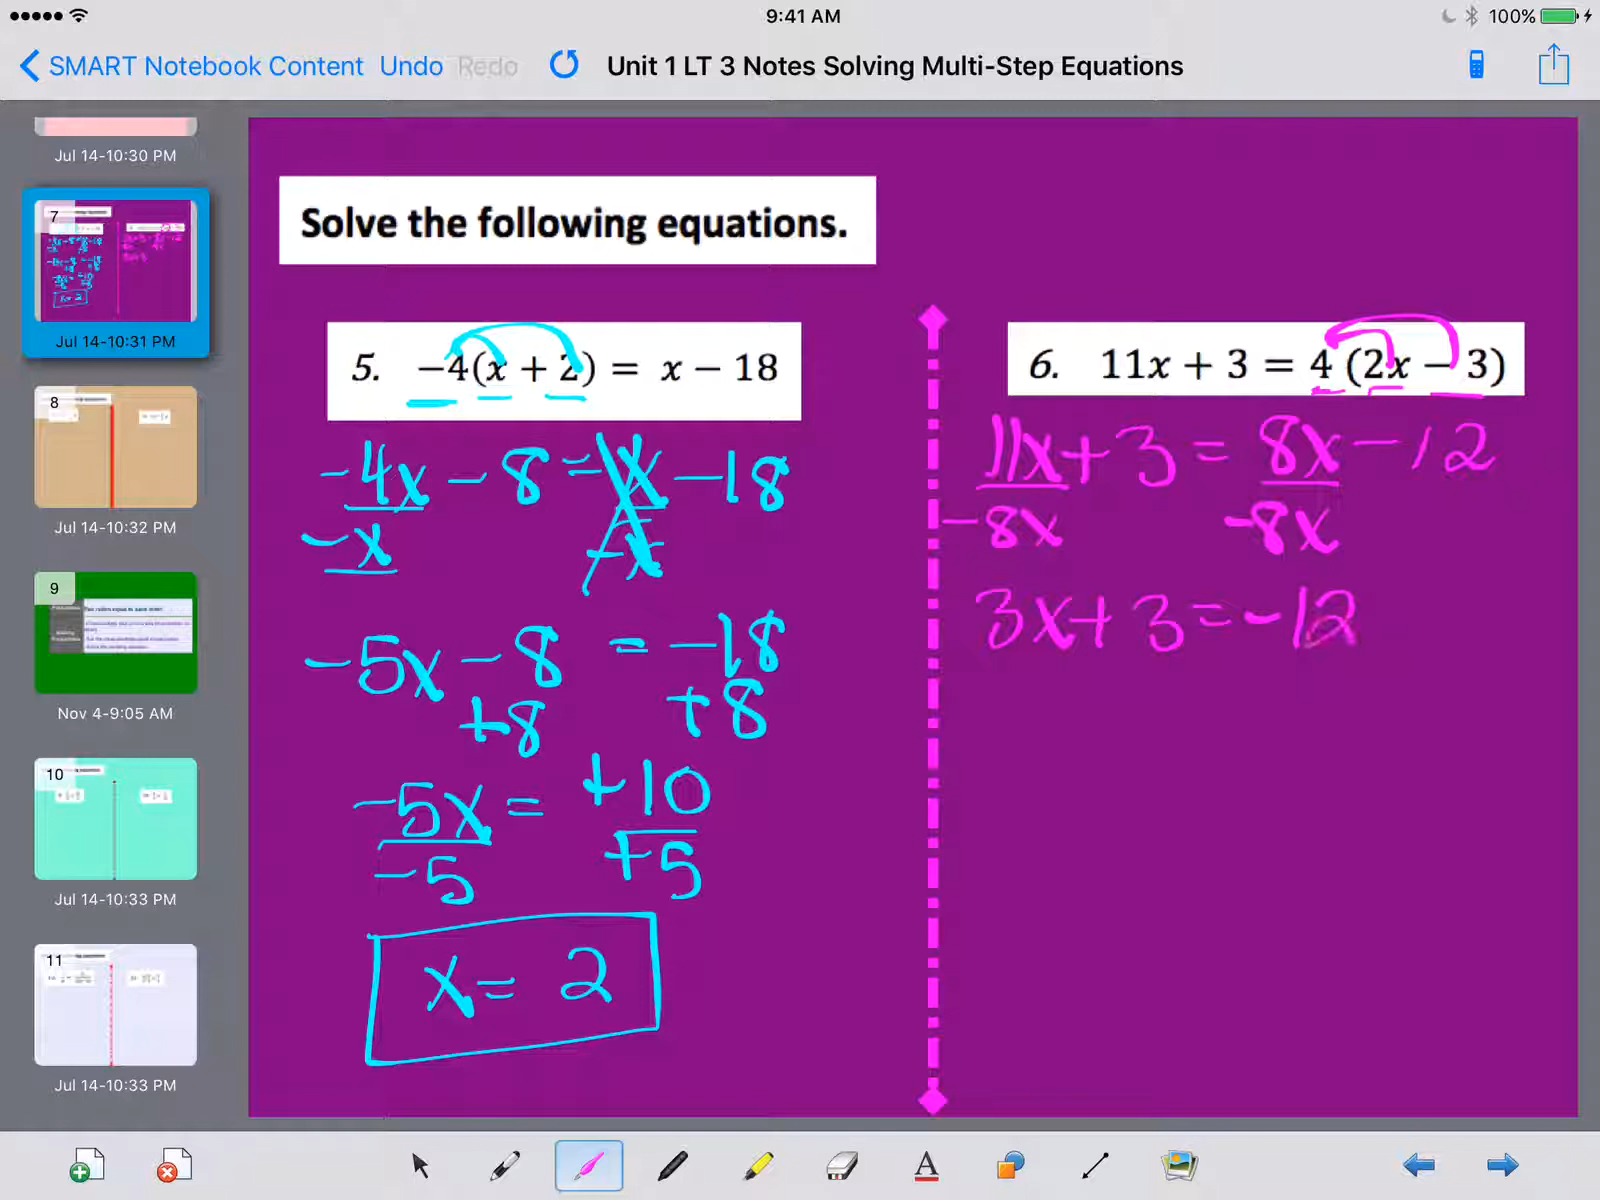 9:41 AM
100%
SMART Notebook Content Undo Redo Unit 1 LT 3 Notes Solving Multi-Step Equations
Jul 14-10:30 PM
7
Jul 14-10:31 PM
8
Jul 14-10:32 PM
9
Nov 4-9:05 AM
10
Jul 14-10:33 PM
11
Jul 14-10:33 PM
Solve the following equations.
5. −4(x + 2) = x − 18
-4x - 8 = x - 18
-x -x
-5x - 8 = -18
+8 +8
-5x = +10
-5 +5
x = 2
6. 11x + 3 = 4 (2x − 3)
11x + 3 = 8x - 12
-8x -8x
3x + 3 = -12
A